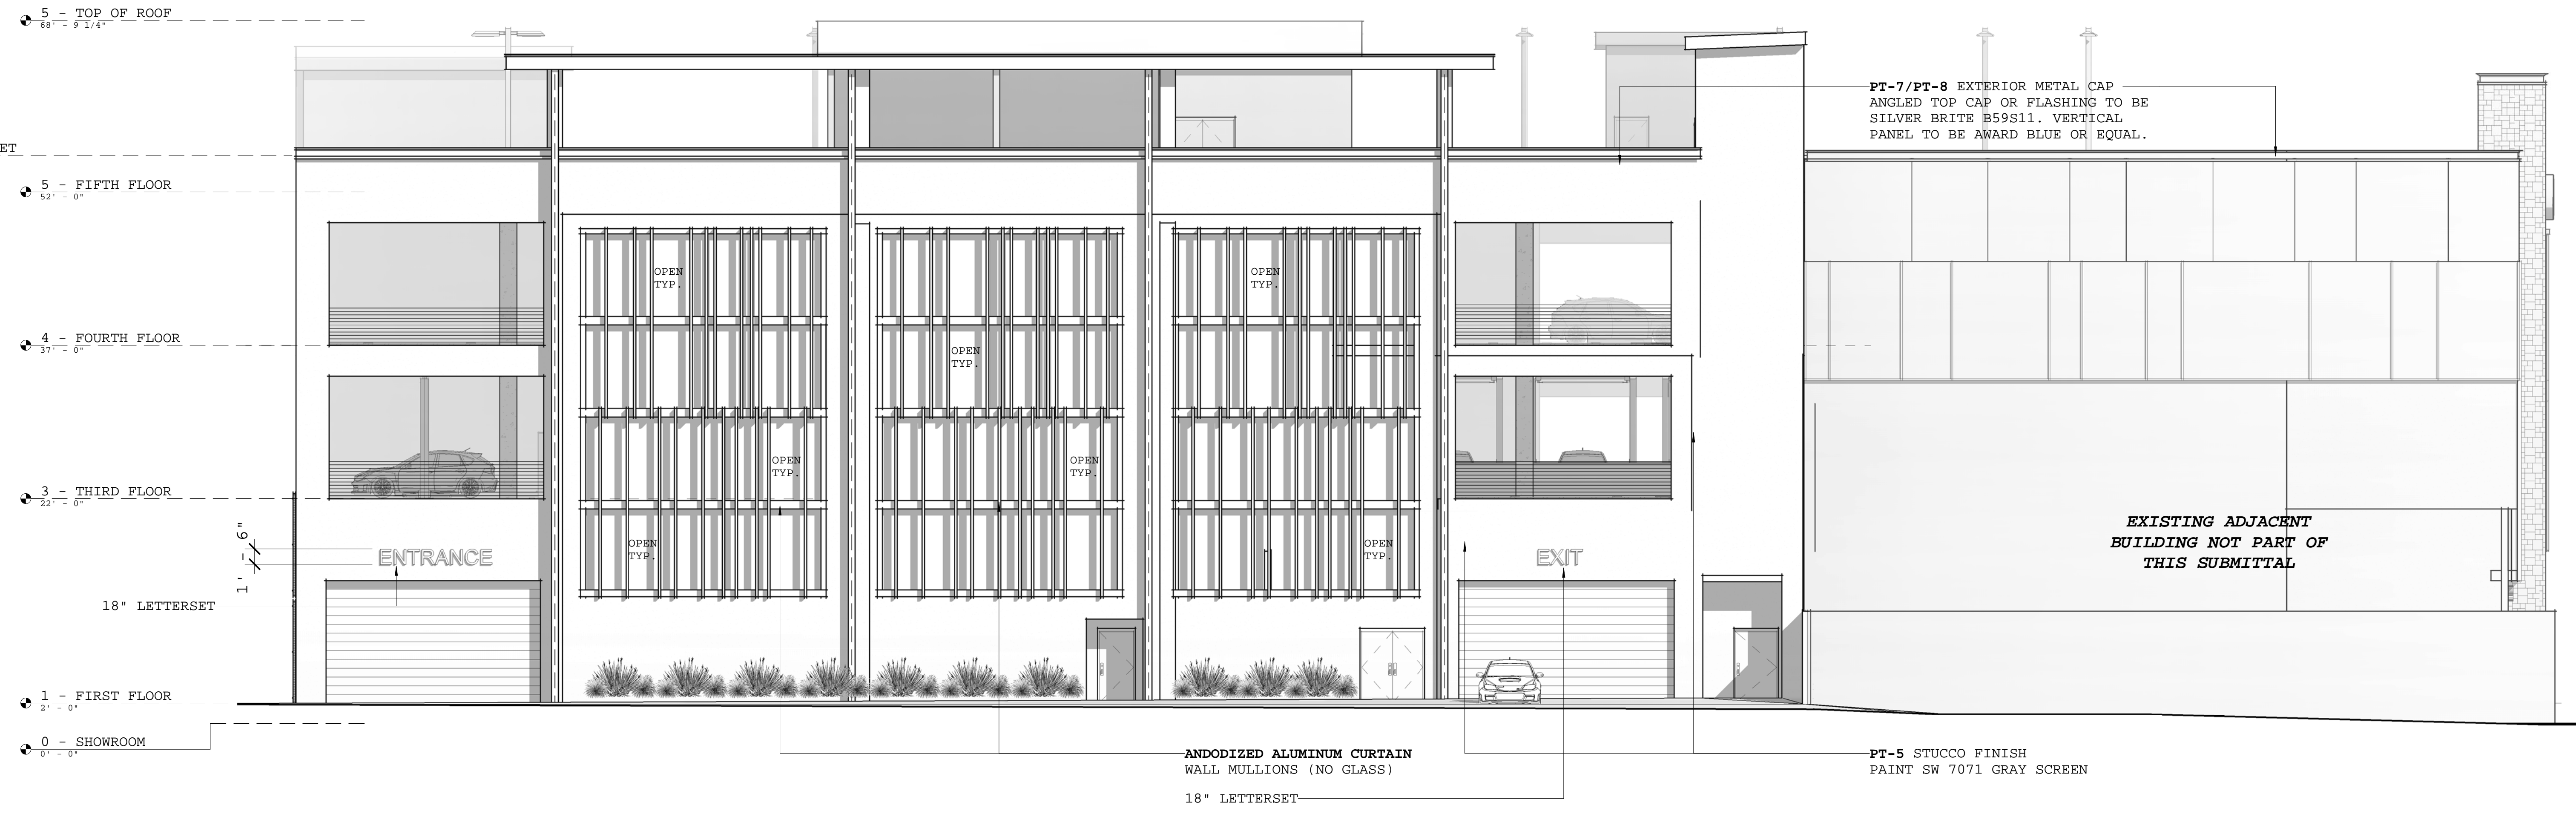 5 - TOP OF ROOF
68' - 9 1/4"
PT-7/PT-8 EXTERIOR METAL CAP
ANGLED TOP CAP OR FLASHING TO BE
SILVER BRITE B59S11. VERTICAL
PANEL TO BE AWARD BLUE OR EQUAL.
ET
5 - FIFTH FLOOR
52' - 0"
OPEN
TYP.
OPEN
TYP.
4 - FOURTH FLOOR
37' - 0"
OPEN
TYP.
OPEN
TYP.
OPEN
TYP.
3 - THIRD FLOOR
22' - 0"
EXISTING ADJACENT
BUILDING NOT PART OF
THIS SUBMITTAL
1' - 6"
OPEN
TYP.
OPEN
TYP.
ENTRANCE
EXIT
18" LETTERSET
1 - FIRST FLOOR
2' - 0"
0 - SHOWROOM
0' - 0"
ANDODIZED ALUMINUM CURTAIN
WALL MULLIONS (NO GLASS)
PT-5 STUCCO FINISH
PAINT SW 7071 GRAY SCREEN
18" LETTERSET